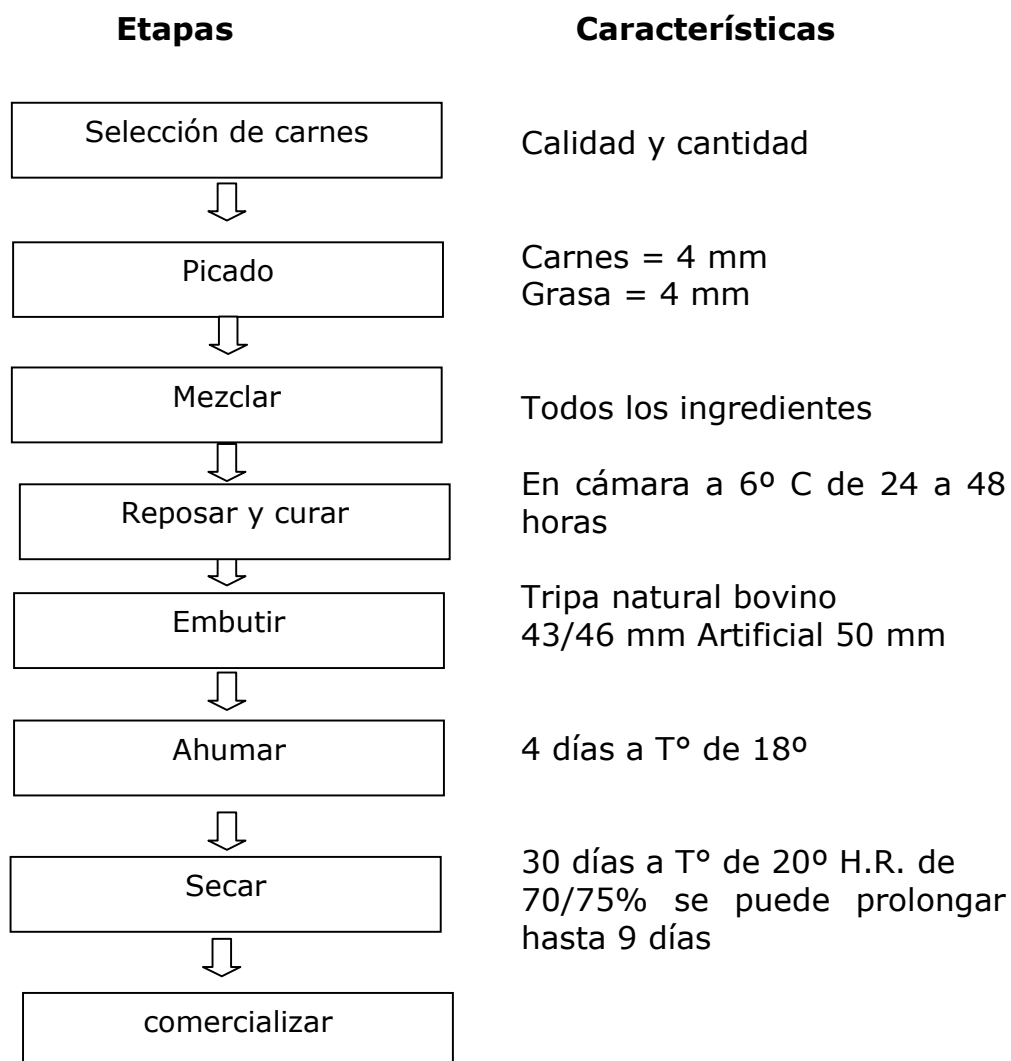 Etapas Características
Selección de carnes
Calidad y cantidad
Picado
Carnes = 4 mm
Grasa = 4 mm
Mezclar
Todos los ingredientes
Reposar y curar
En cámara a 6º C de 24 a 48
horas
Embutir
Tripa natural bovino
43/46 mm Artificial 50 mm
Ahumar
4 días a T° de 18º
Secar
30 días a T° de 20º H.R. de
70/75% se puede prolongar
hasta 9 días
comercializar